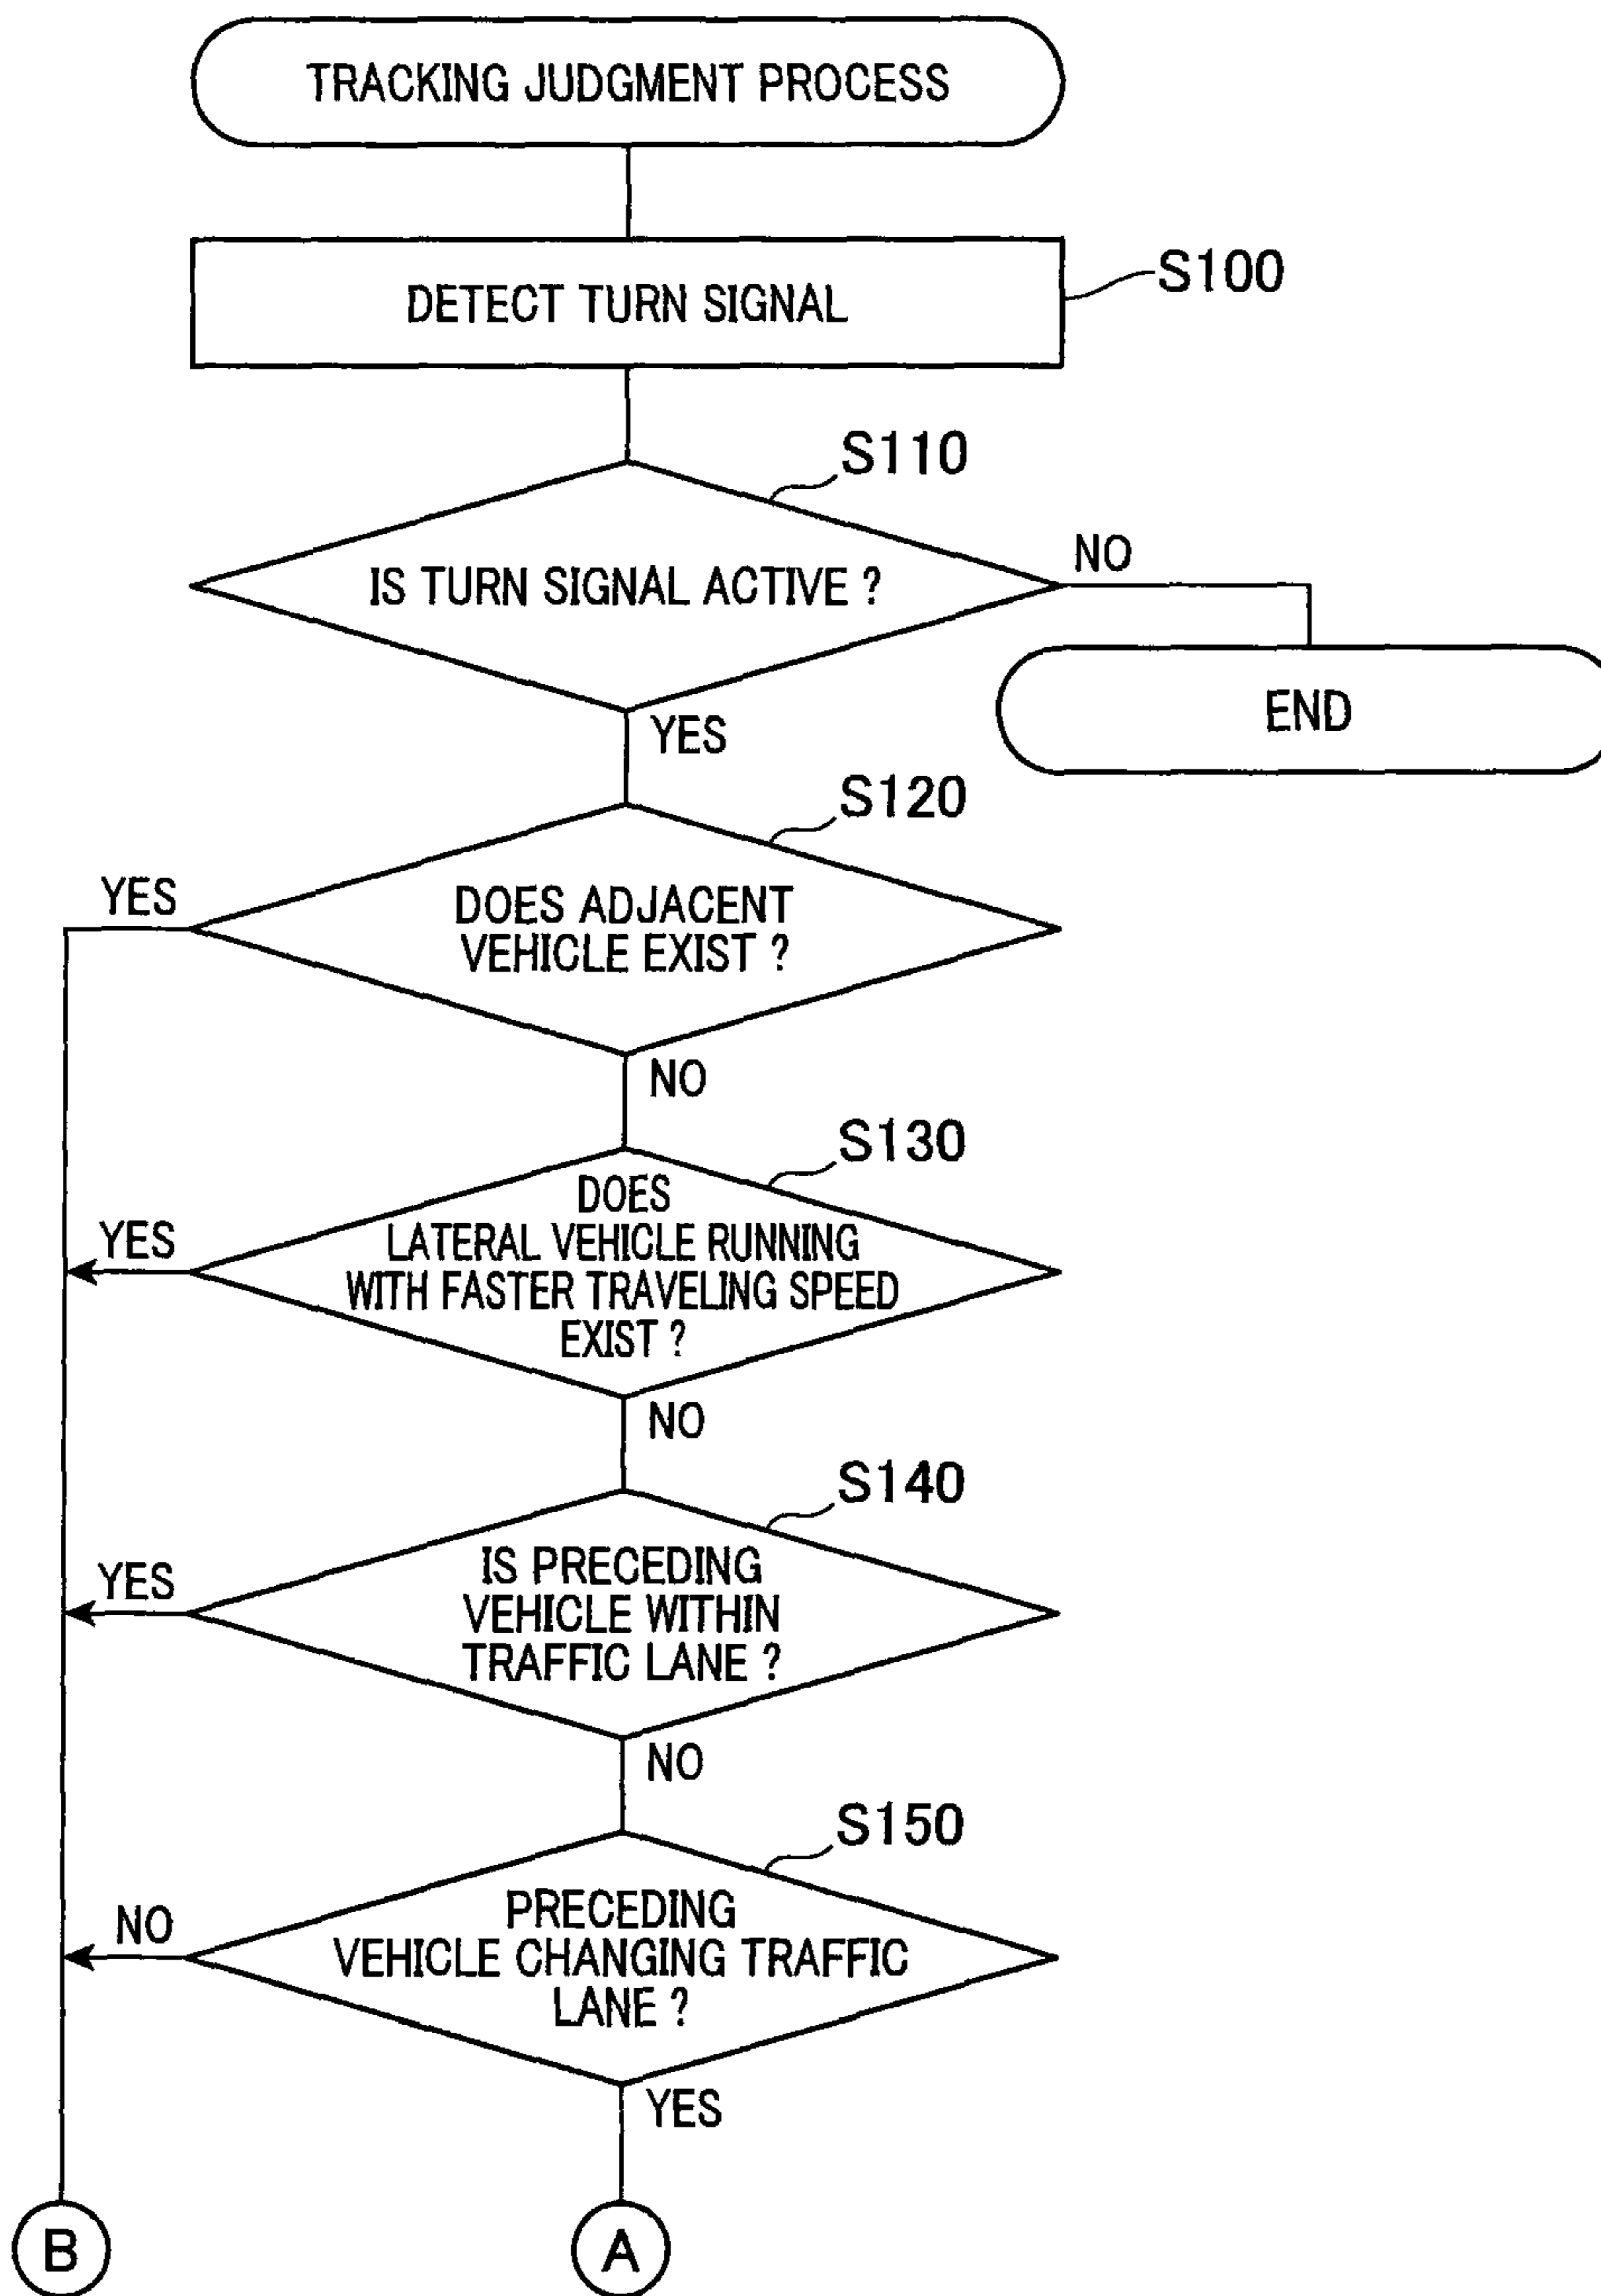 TRACKING JUDGMENT PROCESS
DETECT TURN SIGNAL
S100
S110
IS TURN SIGNAL ACTIVE ?
NO
END
YES
S120
YES
DOES ADJACENT
VEHICLE EXIST ?
NO
S130
YES
DOES
LATERAL VEHICLE RUNNING
WITH FASTER TRAVELING SPEED
EXIST ?
NO
S140
YES
IS PRECEDING
VEHICLE WITHIN
TRAFFIC LANE ?
NO
S150
NO
PRECEDING
VEHICLE CHANGING TRAFFIC
LANE ?
YES
B
A